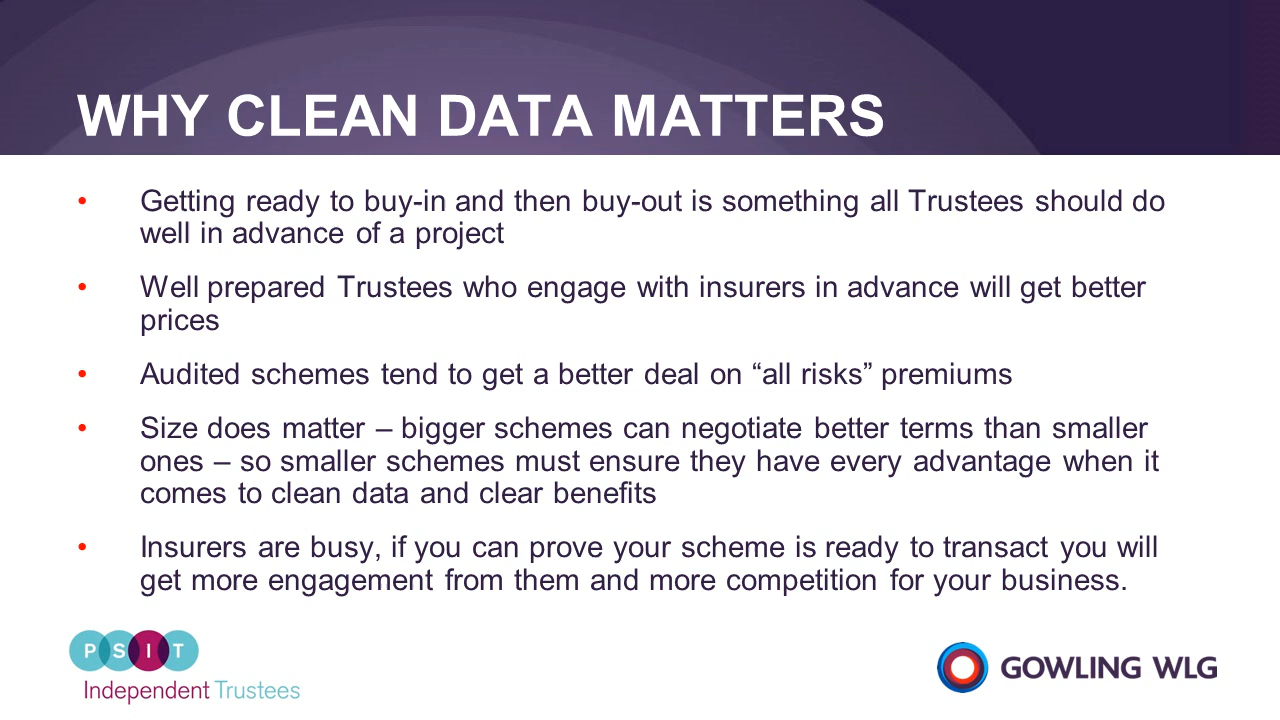 WHY CLEAN DATA MATTERS
• Getting ready to buy-in and then buy-out is something all Trustees should do
well in advance of a project
• Well prepared Trustees who engage with insurers in advance will get better
prices
• Audited schemes tend to get a better deal on “all risks” premiums
• Size does matter – bigger schemes can negotiate better terms than smaller
ones – so smaller schemes must ensure they have every advantage when it
comes to clean data and clear benefits
• Insurers are busy, if you can prove your scheme is ready to transact you will
get more engagement from them and more competition for your business.
PSIT
Independent Trustees
GOWLING WLG